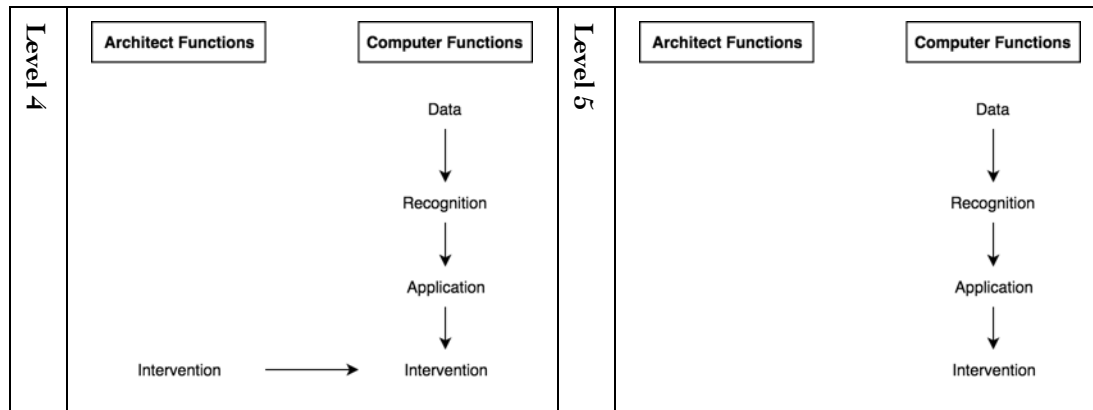 Level 4
Architect Functions
Computer Functions
Data
Recognition
Application
Intervention
Intervention
Level 5
Architect Functions
Computer Functions
Data
Recognition
Application
Intervention